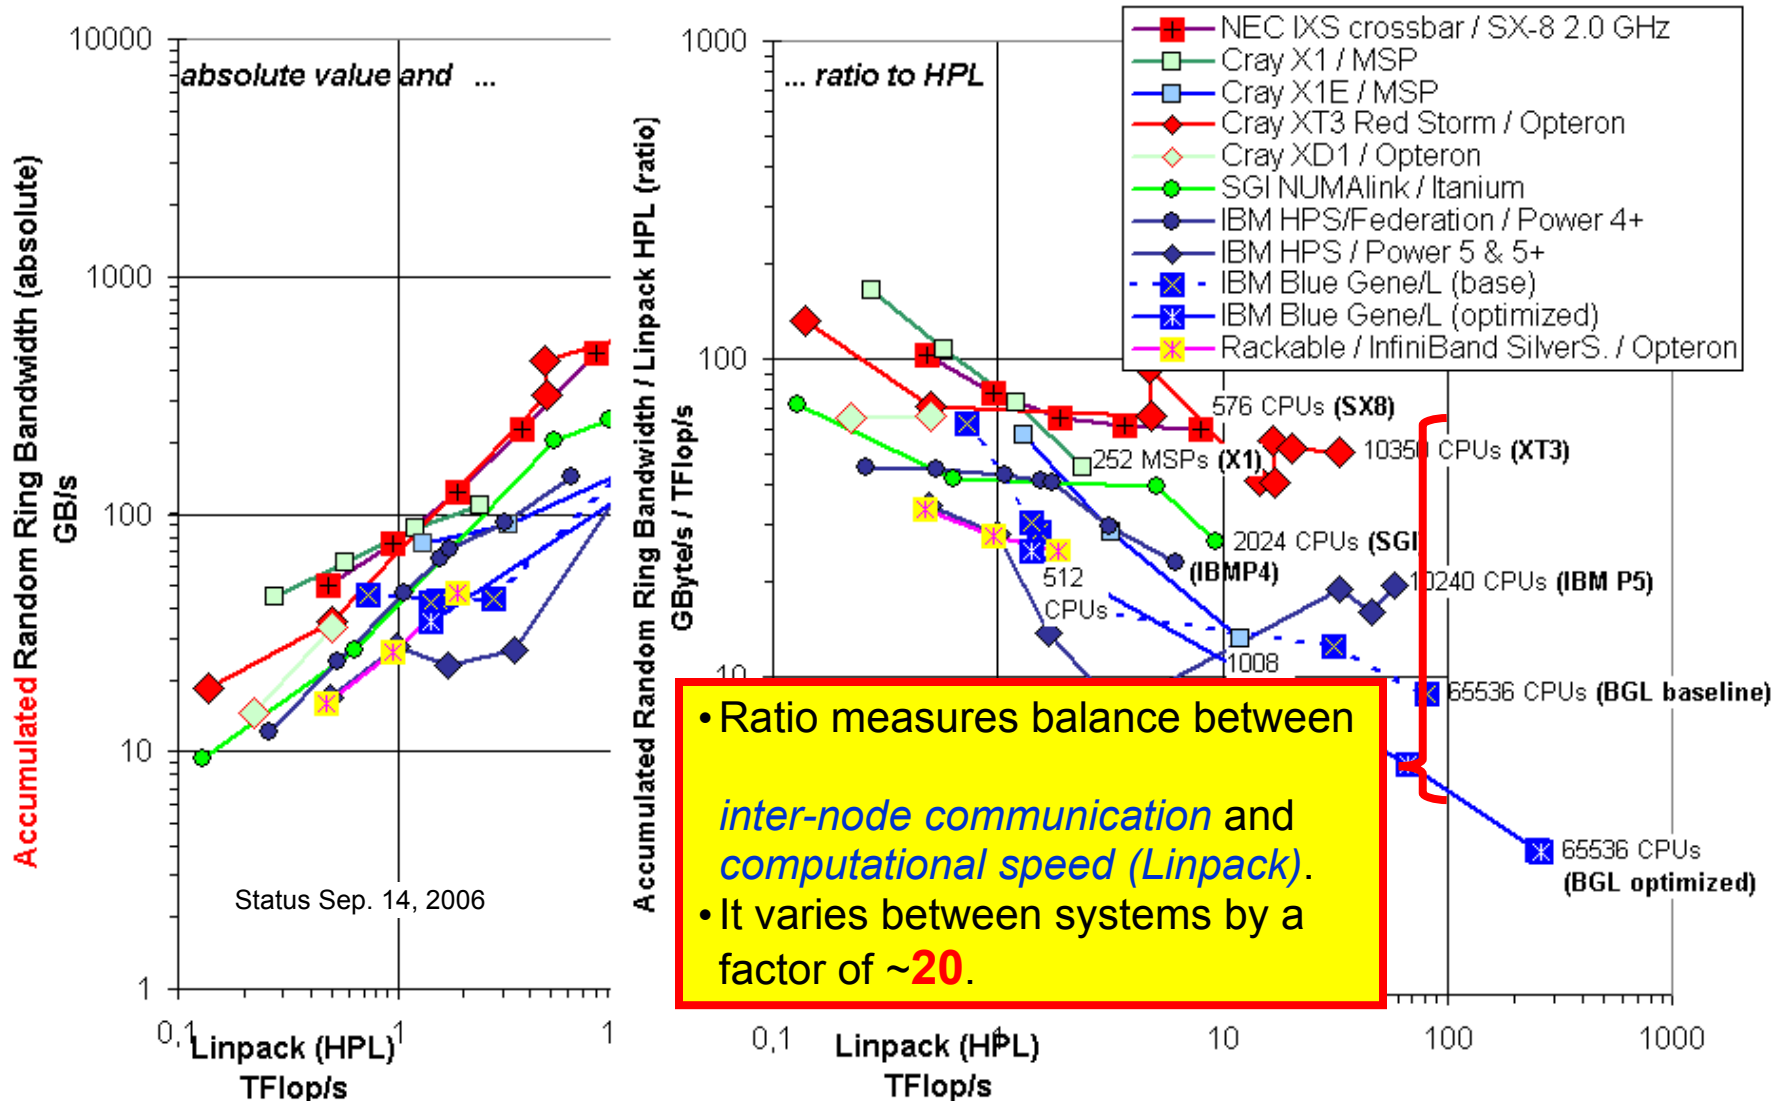 absolute value and ...
10000
1000
100
10
1
0,1
1
1
Accumulated Random Ring Bandwidth (absolute)
GB/s
Linpack (HPL)
TFlop/s
Status Sep. 14, 2006
... ratio to HPL
1000
100
10
0,1
1
10
100
1000
Accumulated Random Ring Bandwidth / Linpack HPL (ratio)
GByte/s / TFlop/s
Linpack (HPL)
TFlop/s
NEC IXS crossbar / SX-8 2.0 GHz
Cray X1 / MSP
Cray X1E / MSP
Cray XT3 Red Storm / Opteron
Cray XD1 / Opteron
SGI NUMAlink / Itanium
IBM HPS/Federation / Power 4+
IBM HPS / Power 5 & 5+
IBM Blue Gene/L (base)
IBM Blue Gene/L (optimized)
Rackable / InfiniBand SilverS. / Opteron
576 CPUs (SX8)
252 MSPs (X1)
10350 CPUs (XT3)
2024 CPUs (SGI)
(IBMP4)
512
CPUs
10240 CPUs (IBM P5)
1008
65536 CPUs (BGL baseline)
65536 CPUs
(BGL optimized)
• Ratio measures balance between
inter-node communication and
computational speed (Linpack).
• It varies between systems by a
factor of ~20.